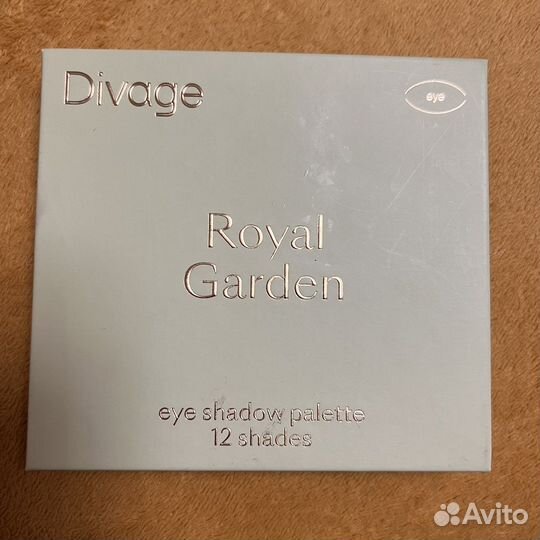 Divage
eye
Royal
Garden
eye shadow palette
12 shades
Avito